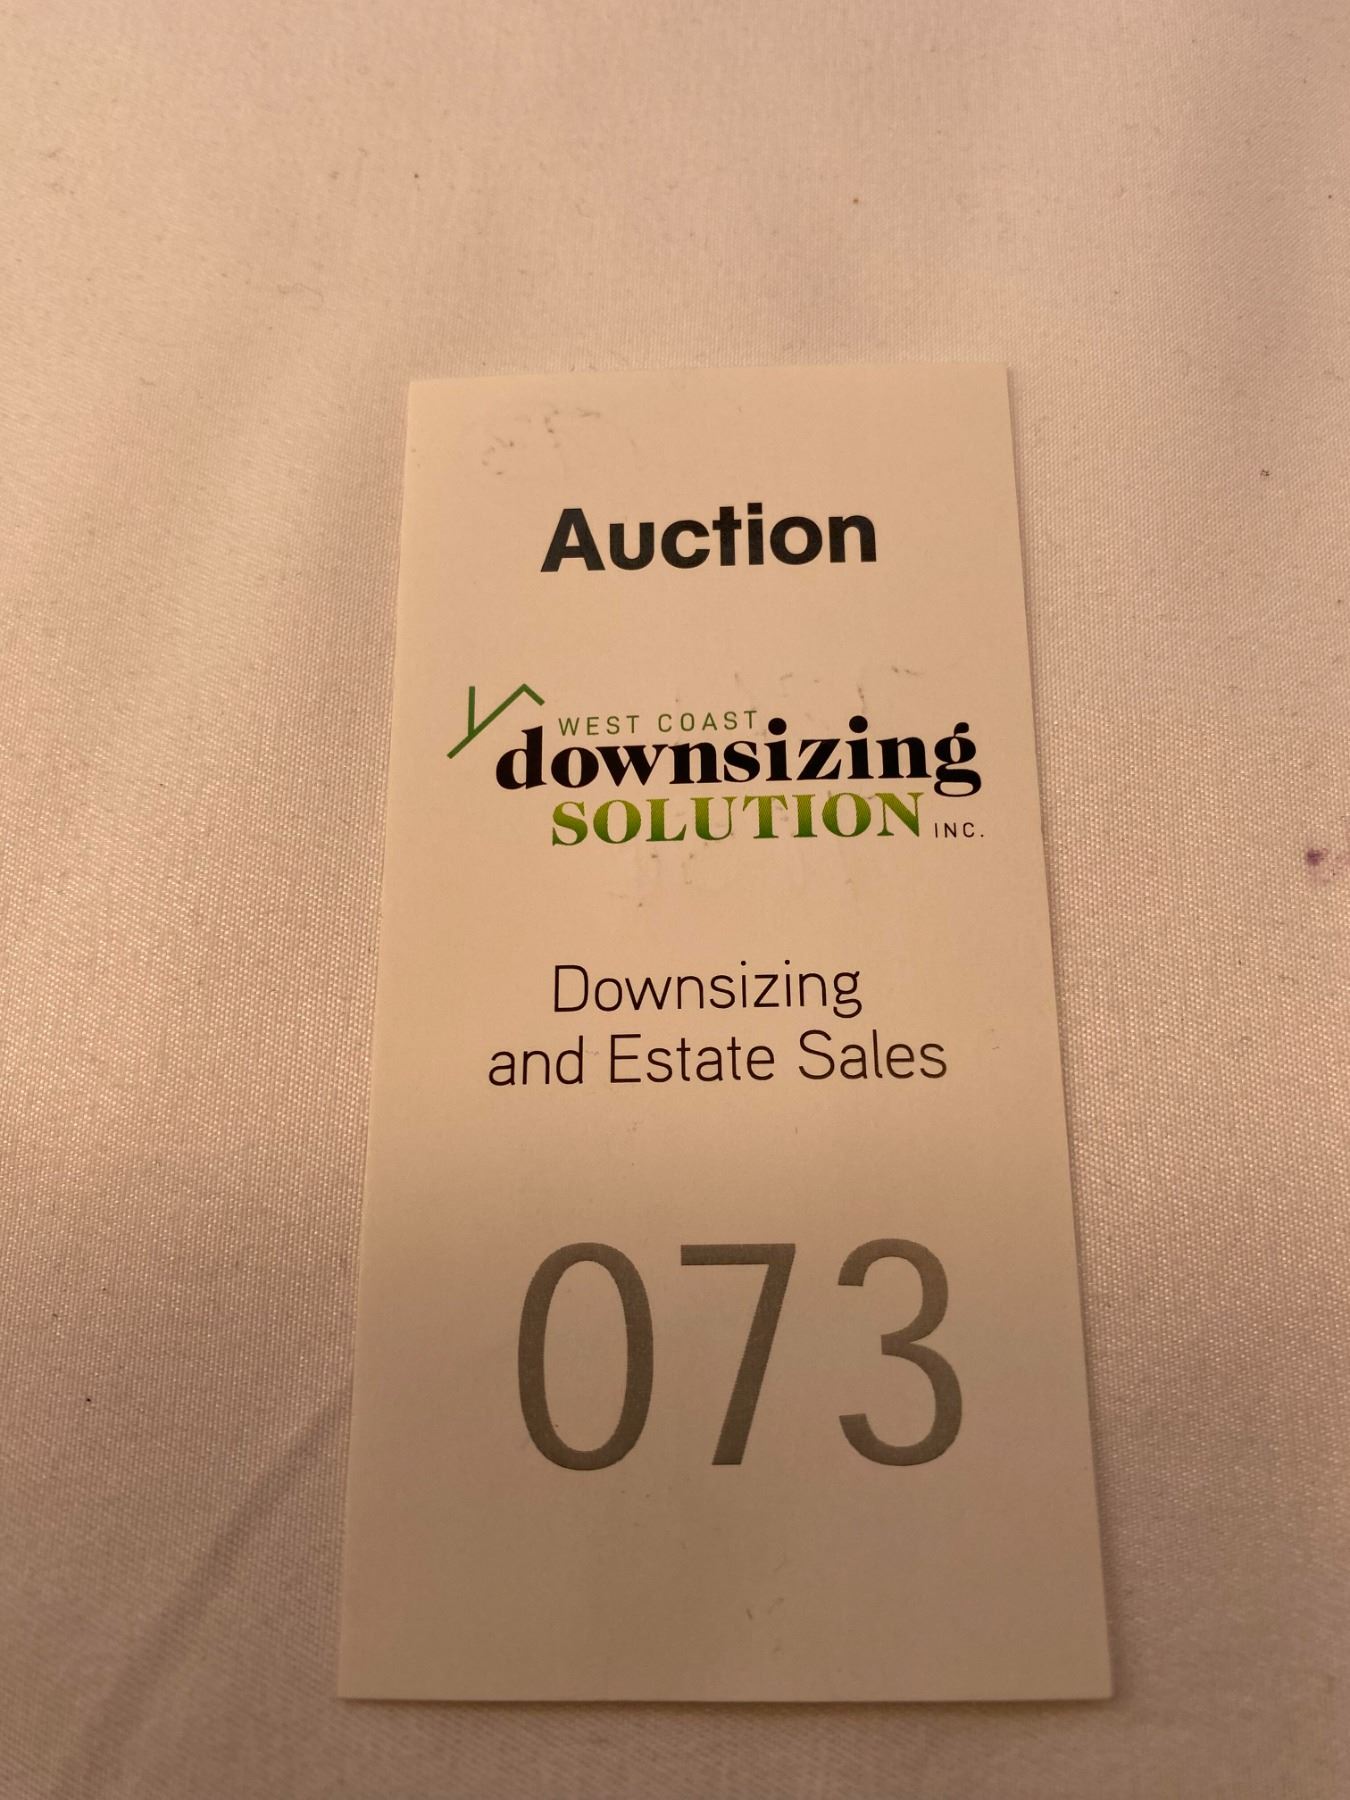 Auction
WEST COAST
downsizing
SOLUTION INC.
Downsizing
and Estate Sales
073